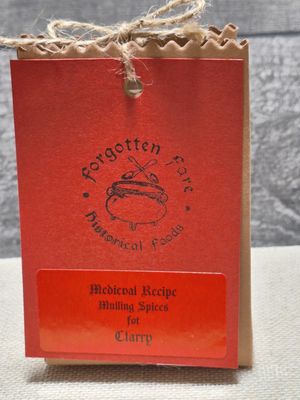 Forgotten Fare
Historical Foods
Medieval Recipe
Mulling Spices
for
Clarry